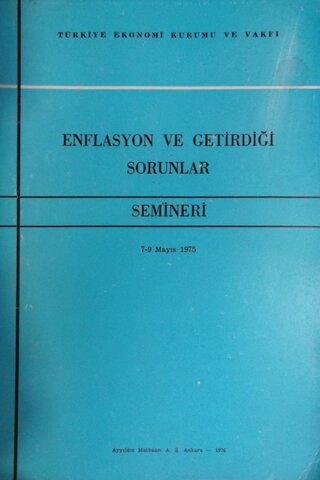 TÜRKİYE EKONOMİ KURUMU VE VAKFI
ENFLASYON VE GETİRDİĞİ
SORUNLAR
SEMİNERİ
7-9 Mayıs 1975
Ayyıldız Matbaası A. Ş. Ankara — 1976